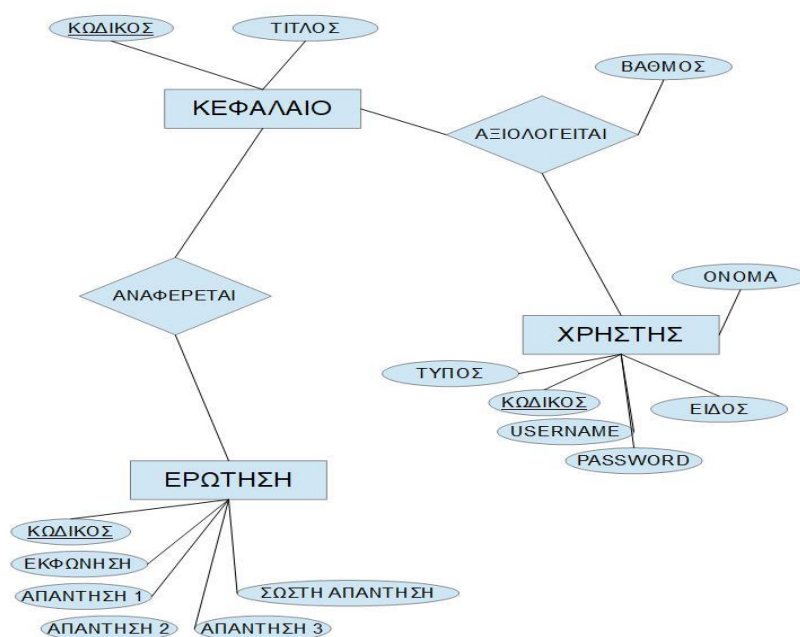 ΚΩΔΙΚΟΣ
ΤΙΤΛΟΣ
ΒΑΘΜΟΣ
ΚΕΦΑΛΑΙΟ
ΑΞΙΟΛΟΓΕΙΤΑΙ
ΑΝΑΦΕΡΕΤΑΙ
ΟΝΟΜΑ
ΧΡΗΣΤΗΣ
ΤΥΠΟΣ
ΚΩΔΙΚΟΣ
ΕΙΔΟΣ
USERNAME
PASSWORD
ΕΡΩΤΗΣΗ
ΚΩΔΙΚΟΣ
ΕΚΦΩΝΗΣΗ
ΑΠΑΝΤΗΣΗ 1
ΣΩΣΤΗ ΑΠΑΝΤΗΣΗ
ΑΠΑΝΤΗΣΗ 2
ΑΠΑΝΤΗΣΗ 3